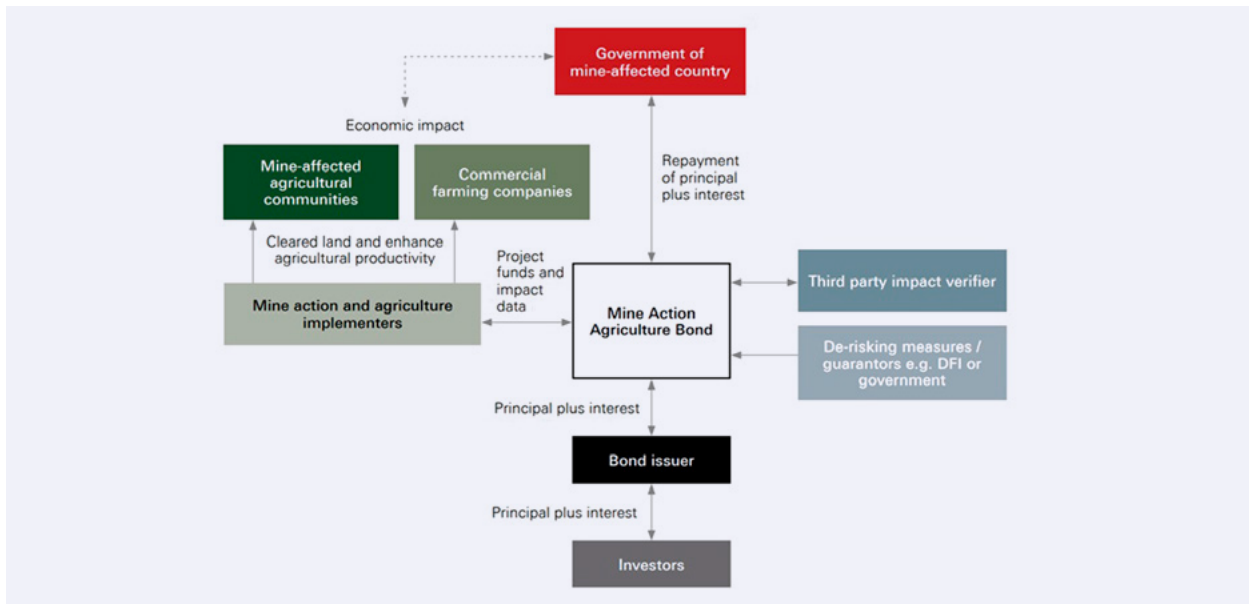 Government of
mine-affected country
Economic impact
Mine-affected
agricultural
communities
Commercial
farming companies
Repayment
of principal
plus interest
Cleared land and enhance
agricultural productivity
Project
funds and
impact
data
Mine action and agriculture
implementers
Mine Action
Agriculture Bond
Third party impact verifier
De-risking measures /
guarantors e.g. DFI or
government
Principal plus interest
Bond issuer
Principal plus interest
Investors